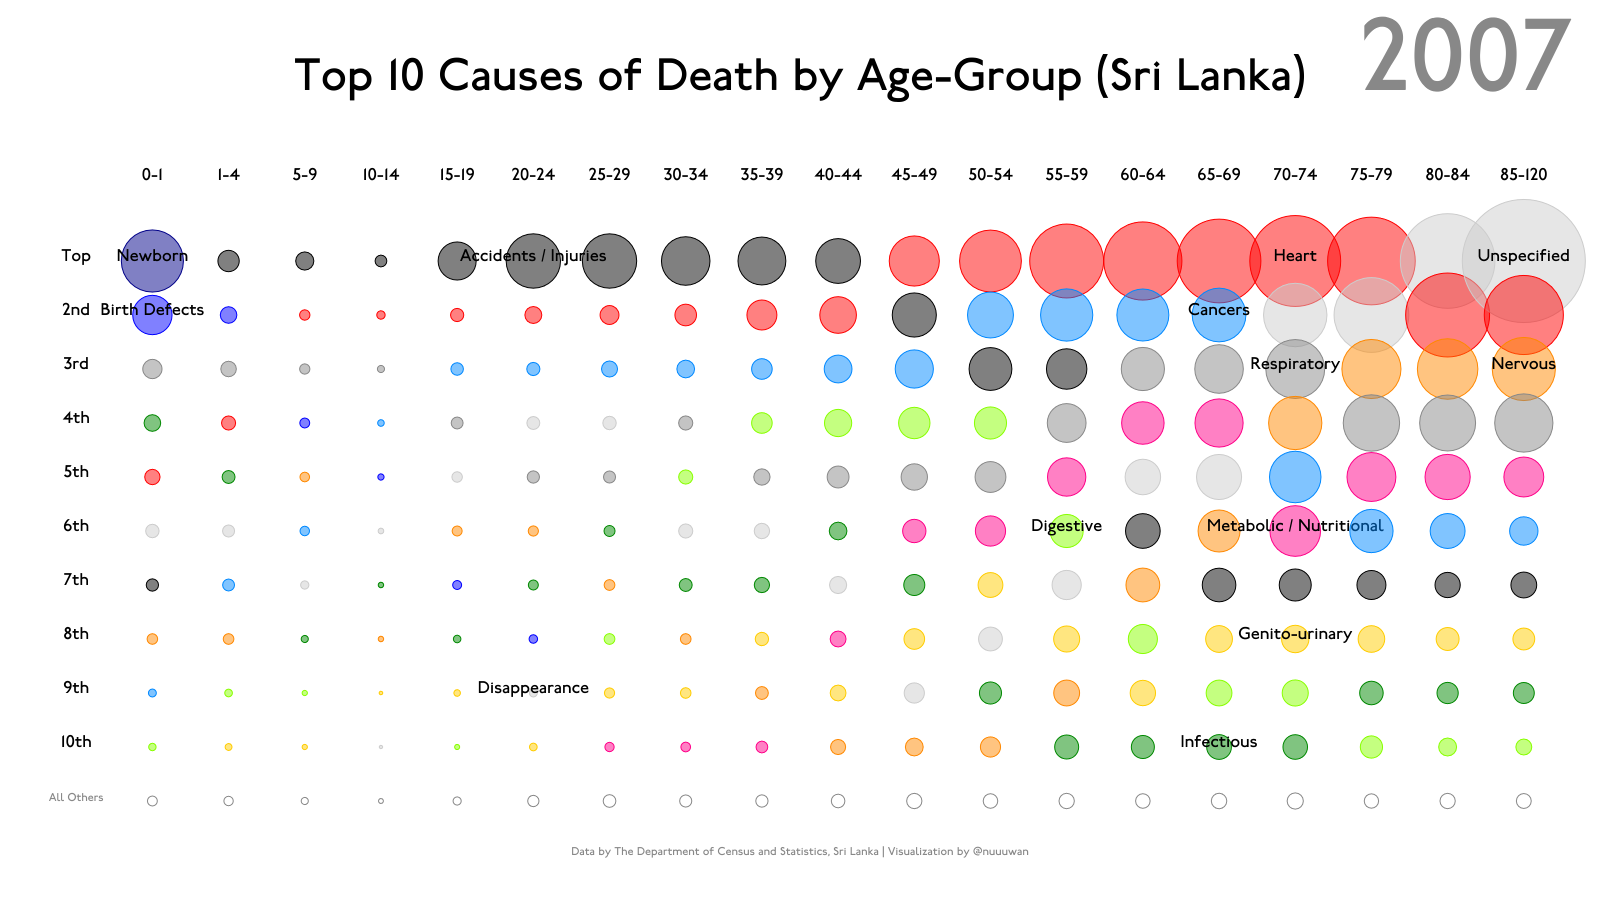 2007
Top 10 Causes of Death by Age-Group (Sri Lanka)
0-1 1-4 5-9 10-14 15-19 20-24 25-29 30-34 35-39 40-44 45-49 50-54 55-59 60-64 65-69 70-74 75-79 80-84 85-120
Top Newborn Accidents / Injuries Heart Unspecified
2nd Birth Defects Cancers
3rd Respiratory Nervous
4th
5th
6th Digestive Metabolic / Nutritional
7th
8th Genito-urinary
9th Disappearance
10th Infectious
All Others
Data by The Department of Census and Statistics, Sri Lanka | Visualization by @nuuuwan